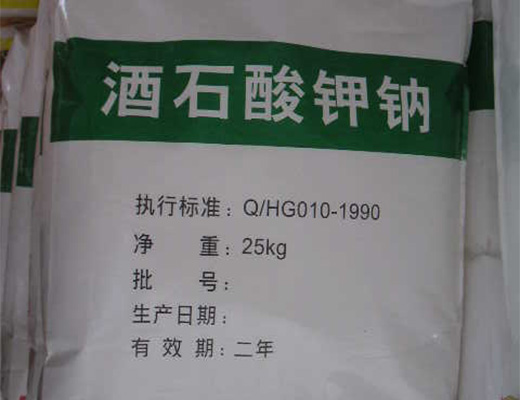 酒石酸钾钠
执行标准：Q/HG010-1990
净 重：25kg
批 号：
生产日期：
有 效 期：二年